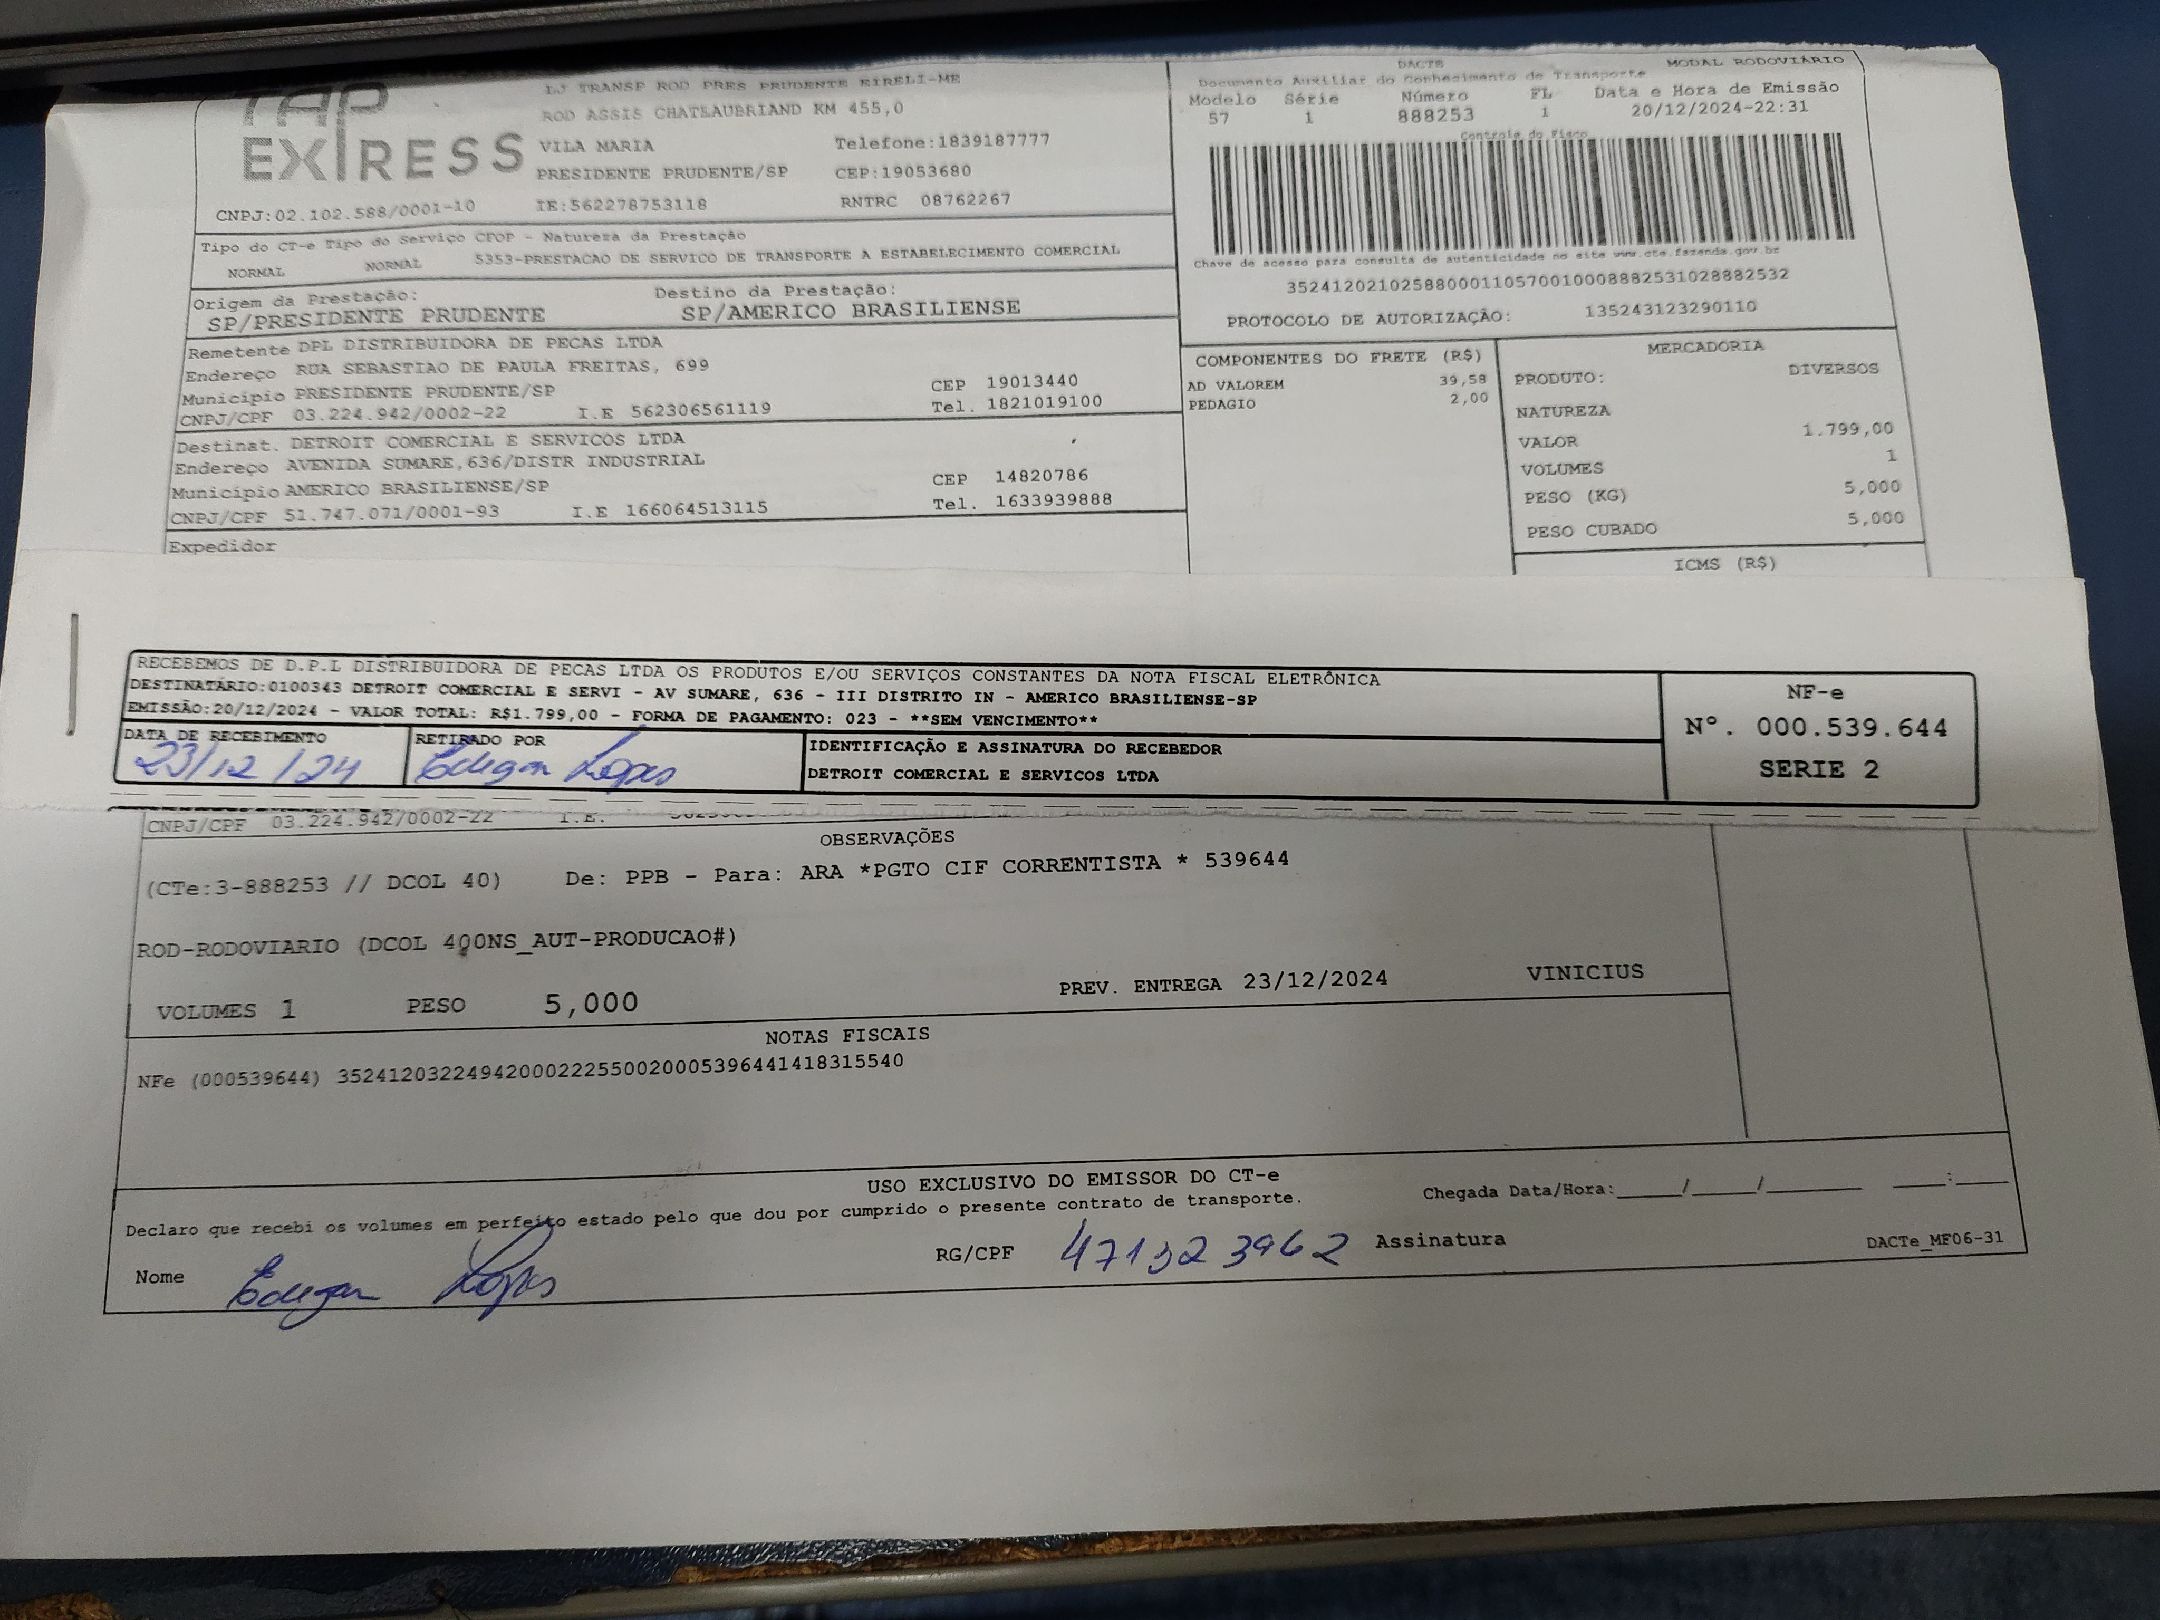 TAP
EXPRESS
LJ TRANSP ROD PRES PRUDENTE EIRELI-ME
ROD ASSIS CHATEAUBRIAND KM 455,0
VILA MARIA Telefone:1839187777
PRESIDENTE PRUDENTE/SP CEP:19053680
CNPJ:02.102.588/0001-10 IE:562278753118 RNTRC 08762267
DACTE MODAL RODOVIÁRIO
Documento Auxiliar do Conhecimento de Transporte
Modelo Série Número FL Data e Hora de Emissão
57 1 888253 1 20/12/2024-22:31
Controle do Fisco
Chave de acesso para consulta de autenticidade no site www.cte.fazenda.gov.br
35241202102588000110570010008882531028882532
PROTOCOLO DE AUTORIZAÇÃO: 135243123290110
Tipo do CT-e Tipo do Serviço CFOP - Natureza da Prestação
NORMAL NORMAL 5353-PRESTACAO DE SERVICO DE TRANSPORTE A ESTABELECIMENTO COMERCIAL
Origem da Prestação: Destino da Prestação:
SP/PRESIDENTE PRUDENTE SP/AMERICO BRASILIENSE
Remetente DPL DISTRIBUIDORA DE PECAS LTDA
Endereço RUA SEBASTIAO DE PAULA FREITAS, 699
Município PRESIDENTE PRUDENTE/SP CEP 19013440
CNPJ/CPF 03.224.942/0002-22 I.E 562306561119 Tel. 1821019100
Destinat. DETROIT COMERCIAL E SERVICOS LTDA
Endereço AVENIDA SUMARE,636/DISTR INDUSTRIAL
Município AMERICO BRASILIENSE/SP CEP 14820786
CNPJ/CPF 51.747.071/0001-93 I.E 166064513115 Tel. 1633939888
Expedidor
COMPONENTES DO FRETE (R$)
AD VALOREM 39,58
PEDAGIO 2,00
MERCADORIA
PRODUTO: DIVERSOS
NATUREZA
VALOR 1.799,00
VOLUMES 1
PESO (KG) 5,000
PESO CUBADO 5,000
ICMS (R$)
RECEBEMOS DE D.P.L DISTRIBUIDORA DE PECAS LTDA OS PRODUTOS E/OU SERVIÇOS CONSTANTES DA NOTA FISCAL ELETRÔNICA
DESTINATÁRIO:0100343 DETROIT COMERCIAL E SERVI - AV SUMARE, 636 - III DISTRITO IN - AMERICO BRASILIENSE-SP
EMISSÃO:20/12/2024 - VALOR TOTAL: R$1.799,00 - FORMA DE PAGAMENTO: 023 - **SEM VENCIMENTO**
DATA DE RECEBIMENTO RETIRADO POR IDENTIFICAÇÃO E ASSINATURA DO RECEBEDOR
23/12/24 Lopes DETROIT COMERCIAL E SERVICOS LTDA
NF-e
Nº. 000.539.644
SERIE 2
CNPJ/CPF 03.224.942/0002-22 I.E.
OBSERVAÇÕES
(CTe:3-888253 // DCOL 40) De: PPB - Para: ARA *PGTO CIF CORRENTISTA * 539644
ROD-RODOVIARIO (DCOL 400NS_AUT-PRODUCAO#)
VOLUMES 1 PESO 5,000 PREV. ENTREGA 23/12/2024 VINICIUS
NOTAS FISCAIS
NFe (000539644) 35241203224942000222550020005396441418315540
USO EXCLUSIVO DO EMISSOR DO CT-e
Declaro que recebi os volumes em perfeito estado pelo que dou por cumprido o presente contrato de transporte. Chegada Data/Hora:____/____/______ ___:___
Nome Lopes RG/CPF 471323962 Assinatura DACTe_MF06-31